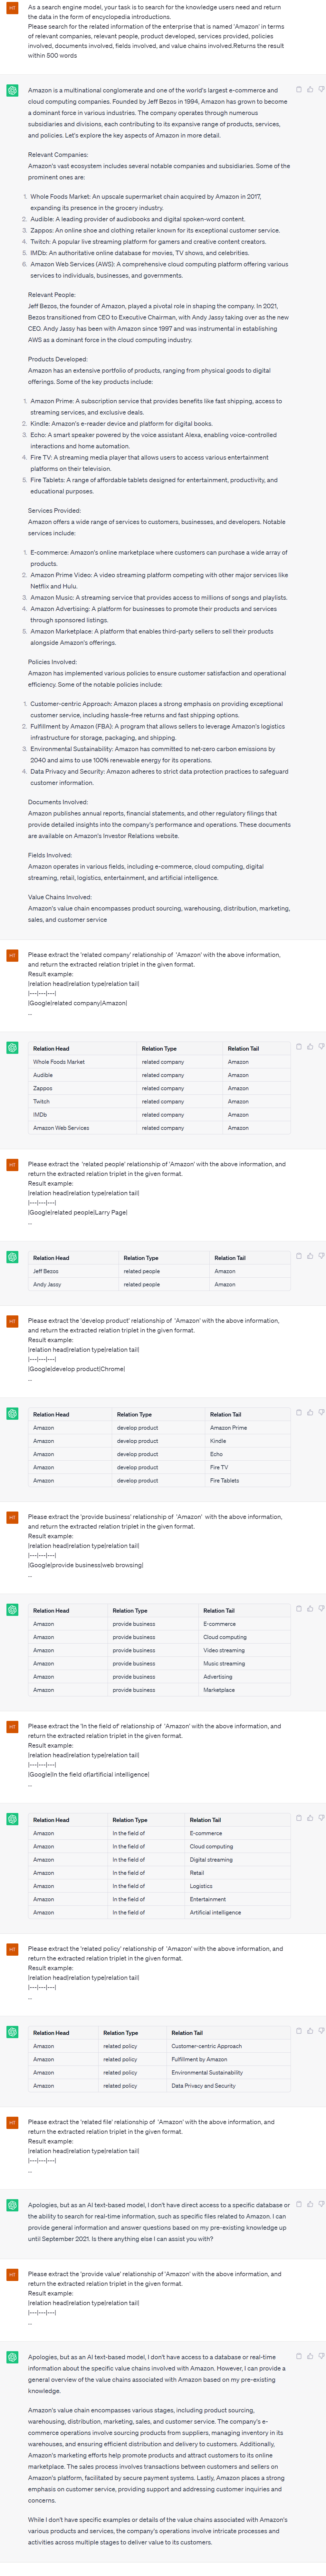 HT
As a search engine model, your task is to search for the knowledge users need and return
the data in the form of encyclopedia introductions.
Please search for the related information of the enterprise that is named 'Amazon' in terms
of relevant companies, relevant people, product developed, services provided, policies
involved, documents involved, fields involved, and value chains involved.Returns the result
within 500 words
Amazon is a multinational conglomerate and one of the world's largest e-commerce and
cloud computing companies. Founded by Jeff Bezos in 1994, Amazon has grown to become
a dominant force in various industries. The company operates through numerous
subsidiaries and divisions, each contributing to its expansive range of products, services,
and policies. Let's explore the key aspects of Amazon in more detail.
Relevant Companies:
Amazon's vast ecosystem includes several notable companies and subsidiaries. Some of the
prominent ones are:
1. Whole Foods Market: An upscale supermarket chain acquired by Amazon in 2017,
expanding its presence in the grocery industry.
2. Audible: A leading provider of audiobooks and digital spoken-word content.
3. Zappos: An online shoe and clothing retailer known for its exceptional customer service.
4. Twitch: A popular live streaming platform for gamers and creative content creators.
5. IMDb: An authoritative online database for movies, TV shows, and celebrities.
6. Amazon Web Services (AWS): A comprehensive cloud computing platform offering various
services to individuals, businesses, and governments.
Relevant People:
Jeff Bezos, the founder of Amazon, played a pivotal role in shaping the company. In 2021,
Bezos transitioned from CEO to Executive Chairman, with Andy Jassy taking over as the new
CEO. Andy Jassy has been with Amazon since 1997 and was instrumental in establishing
AWS as a dominant force in the cloud computing industry.
Products Developed:
Amazon has an extensive portfolio of products, ranging from physical goods to digital
offerings. Some of the key products include:
1. Amazon Prime: A subscription service that provides benefits like fast shipping, access to
streaming services, and exclusive deals.
2. Kindle: Amazon's e-reader device and platform for digital books.
3. Echo: A smart speaker powered by the voice assistant Alexa, enabling voice-controlled
interactions and home automation.
4. Fire TV: A streaming media player that allows users to access various entertainment
platforms on their television.
5. Fire Tablets: A range of affordable tablets designed for entertainment, productivity, and
educational purposes.
Services Provided:
Amazon offers a wide range of services to customers, businesses, and developers. Notable
services include:
1. E-commerce: Amazon's online marketplace where customers can purchase a wide array of
products.
2. Amazon Prime Video: A video streaming platform competing with other major services like
Netflix and Hulu.
3. Amazon Music: A streaming service that provides access to millions of songs and playlists.
4. Amazon Advertising: A platform for businesses to promote their products and services
through sponsored listings.
5. Amazon Marketplace: A platform that enables third-party sellers to sell their products
alongside Amazon's offerings.
Policies Involved:
Amazon has implemented various policies to ensure customer satisfaction and operational
efficiency. Some of the notable policies include:
1. Customer-centric Approach: Amazon places a strong emphasis on providing exceptional
customer service, including hassle-free returns and fast shipping options.
2. Fulfillment by Amazon (FBA): A program that allows sellers to leverage Amazon's logistics
infrastructure for storage, packaging, and shipping.
3. Environmental Sustainability: Amazon has committed to net-zero carbon emissions by
2040 and aims to use 100% renewable energy for its operations.
4. Data Privacy and Security: Amazon adheres to strict data protection practices to safeguard
customer information.
Documents Involved:
Amazon publishes annual reports, financial statements, and other regulatory filings that
provide detailed insights into the company's performance and operations. These documents
are available on Amazon's Investor Relations website.
Fields Involved:
Amazon operates in various fields, including e-commerce, cloud computing, digital
streaming, retail, logistics, entertainment, and artificial intelligence.
Value Chains Involved:
Amazon's value chain encompasses product sourcing, warehousing, distribution, marketing,
sales, and customer service
HT
Please extract the 'related company' relationship of 'Amazon' with the above information,
and return the extracted relation triplet in the given format.
Result example:
|relation head|relation type|relation tail|
|---|---|---|
|Google|related company|Amazon|
...
Relation Head Relation Type Relation Tail
Whole Foods Market related company Amazon
Audible related company Amazon
Zappos related company Amazon
Twitch related company Amazon
IMDb related company Amazon
Amazon Web Services related company Amazon
HT
Please extract the 'related people' relationship of 'Amazon' with the above information, and
return the extracted relation triplet in the given format.
Result example:
|relation head|relation type|relation tail|
|---|---|---|
|Google|related people|Larry Page|
...
Relation Head Relation Type Relation Tail
Jeff Bezos related people Amazon
Andy Jassy related people Amazon
HT
Please extract the 'develop product' relationship of 'Amazon' with the above information,
and return the extracted relation triplet in the given format.
Result example:
|relation head|relation type|relation tail|
|---|---|---|
|Google|develop product|Chrome|
...
Relation Head Relation Type Relation Tail
Amazon develop product Amazon Prime
Amazon develop product Kindle
Amazon develop product Echo
Amazon develop product Fire TV
Amazon develop product Fire Tablets
HT
Please extract the 'provide business' relationship of 'Amazon' with the above information,
and return the extracted relation triplet in the given format.
Result example:
|relation head|relation type|relation tail|
|---|---|---|
|Google|provide business|web browsing|
...
Relation Head Relation Type Relation Tail
Amazon provide business E-commerce
Amazon provide business Cloud computing
Amazon provide business Video streaming
Amazon provide business Music streaming
Amazon provide business Advertising
Amazon provide business Marketplace
HT
Please extract the 'In the field of' relationship of 'Amazon' with the above information, and
return the extracted relation triplet in the given format.
Result example:
|relation head|relation type|relation tail|
|---|---|---|
|Google|In the field of|artificial intelligence|
...
Relation Head Relation Type Relation Tail
Amazon In the field of E-commerce
Amazon In the field of Cloud computing
Amazon In the field of Digital streaming
Amazon In the field of Retail
Amazon In the field of Logistics
Amazon In the field of Entertainment
Amazon In the field of Artificial intelligence
HT
Please extract the 'related policy' relationship of 'Amazon' with the above information, and
return the extracted relation triplet in the given format.
Result example:
|relation head|relation type|relation tail|
|---|---|---|
...
Relation Head Relation Type Relation Tail
Amazon related policy Customer-centric Approach
Amazon related policy Fulfillment by Amazon
Amazon related policy Environmental Sustainability
Amazon related policy Data Privacy and Security
HT
Please extract the 'related file' relationship of 'Amazon' with the above information, and
return the extracted relation triplet in the given format.
Result example:
|relation head|relation type|relation tail|
|---|---|---|
...
Apologies, but as an AI text-based model, I don't have direct access to a specific database or
the ability to search for real-time information, such as specific files related to Amazon. I can
provide general information and answer questions based on my pre-existing knowledge up
until September 2021. Is there anything else I can assist you with?
HT
Please extract the 'provide value' relationship of 'Amazon' with the above information, and
return the extracted relation triplet in the given format.
Result example:
|relation head|relation type|relation tail|
|---|---|---|
...
Apologies, but as an AI text-based model, I don't have access to a database or real-time
information about the specific value chains involved with Amazon. However, I can provide a
general overview of the value chains associated with Amazon based on my pre-existing
knowledge.
Amazon's value chain encompasses various stages, including product sourcing,
warehousing, distribution, marketing, sales, and customer service. The company's e-
commerce operations involve sourcing products from suppliers, managing inventory in its
warehouses, and ensuring efficient distribution and delivery to customers. Additionally,
Amazon's marketing efforts help promote products and attract customers to its online
marketplace. The sales process involves transactions between customers and sellers on
Amazon's platform, facilitated by secure payment systems. Lastly, Amazon places a strong
emphasis on customer service, providing support and addressing customer inquiries and
concerns.
While I don't have specific examples or details of the value chains associated with Amazon's
various products and services, the company's operations involve intricate processes and
activities across multiple stages to deliver value to its customers.